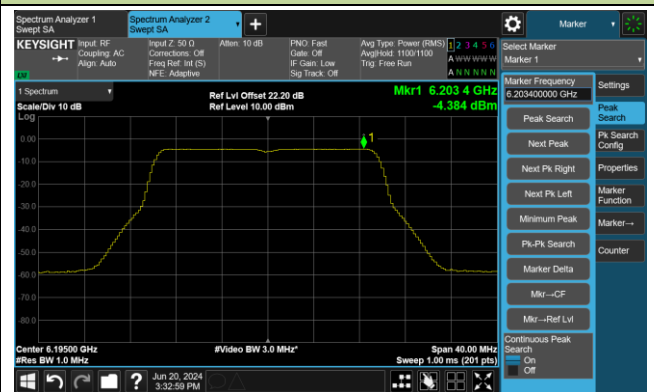 Spectrum Analyzer 1
Swept SA
Spectrum Analyzer 2
Swept SA
Marker
KEYSIGHT
Input: RF
Coupling: AC
Align: Auto
Input Z: 50 Ω
Corrections: Off
Freq Ref: Int (S)
NFE: Adaptive
Atten: 10 dB
PNO: Fast
Gate: Off
IF Gain: Low
Sig Track: Off
Avg Type: Power (RMS)
Avg|Hold: 1100/1100
Trig: Free Run
1 2 3 4 5 6
A W W W W W
A N N N N N
Select Marker
Marker 1
1 Spectrum
Scale/Div 10 dB
Log
Ref Lvl Offset 22.20 dB
Ref Level 10.00 dBm
Mkr1 6.203 4 GHz
-4.384 dBm
0.00
-10.0
-20.0
-30.0
-40.0
-50.0
-60.0
-70.0
-80.0
1
Center 6.19500 GHz
#Res BW 1.0 MHz
#Video BW 3.0 MHz*
Span 40.00 MHz
Sweep 1.00 ms (201 pts)
Marker Frequency
6.203400000 GHz
Peak Search
Next Peak
Next Pk Right
Next Pk Left
Minimum Peak
Pk-Pk Search
Marker Delta
Mkr→CF
Mkr→Ref Lvl
Continuous Peak
Search
On
Off
Settings
Peak
Search
Pk Search
Config
Properties
Marker
Function
Marker→
Counter
Jun 20, 2024
3:32:59 PM